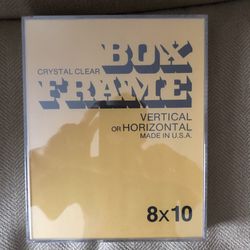 BOX
CRYSTAL CLEAR
FRAME
VERTICAL
OR HORIZONTAL
MADE IN U.S.A.
8x10